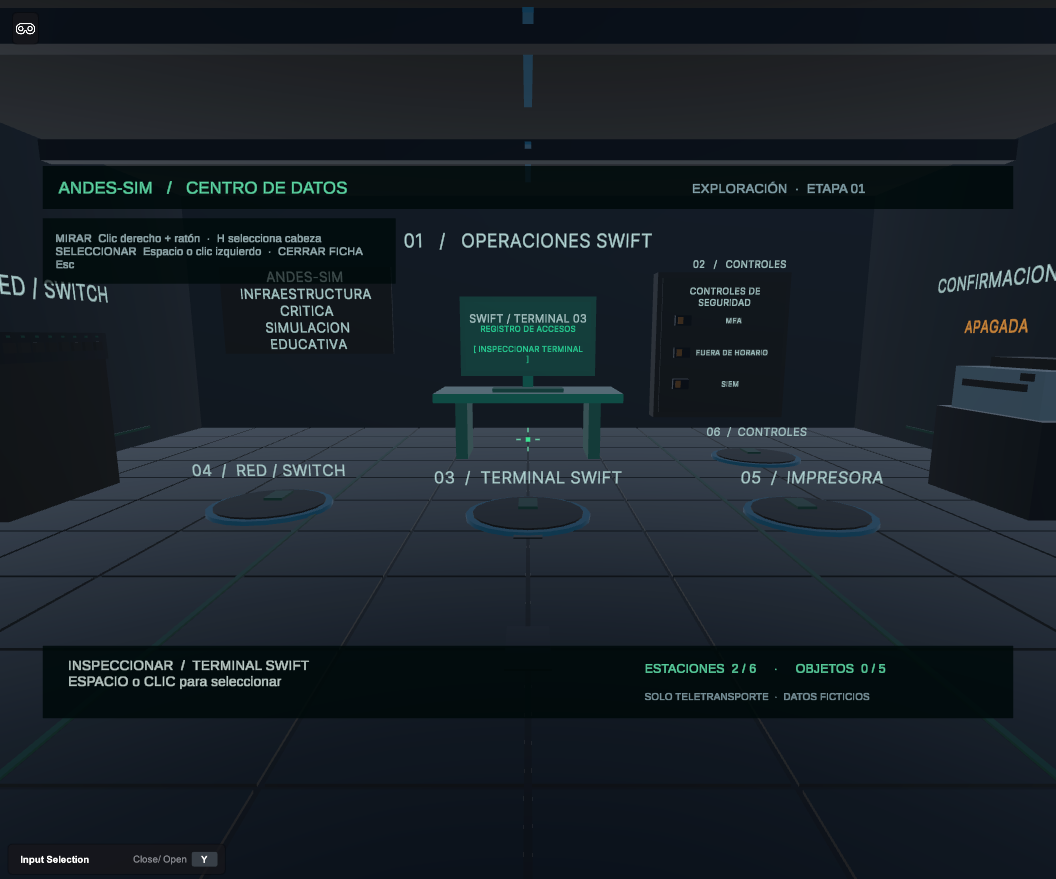 ANDES-SIM / CENTRO DE DATOS
EXPLORACIÓN · ETAPA 01
MIRAR Clic derecho + ratón · H selecciona cabeza
SELECCIONAR Espacio o clic izquierdo · CERRAR FICHA
Esc
01 / OPERACIONES SWIFT
02 / CONTROLES
ED / SWITCH
ANDES-SIM
INFRAESTRUCTURA
CRITICA
SIMULACION
EDUCATIVA
SWIFT / TERMINAL 03
REGISTRO DE ACCESOS
[ INSPECCIONAR TERMINAL
]
CONTROLES DE
SEGURIDAD
MFA
FUERA DE HORARIO
SIEM
CONFIRMACION
APAGADA
06 / CONTROLES
04 / RED / SWITCH
03 / TERMINAL SWIFT
05 / IMPRESORA
INSPECCIONAR / TERMINAL SWIFT
ESPACIO o CLIC para seleccionar
ESTACIONES 2 / 6 · OBJETOS 0 / 5
SOLO TELETRANSPORTE · DATOS FICTICIOS
Input Selection Close/ Open Y